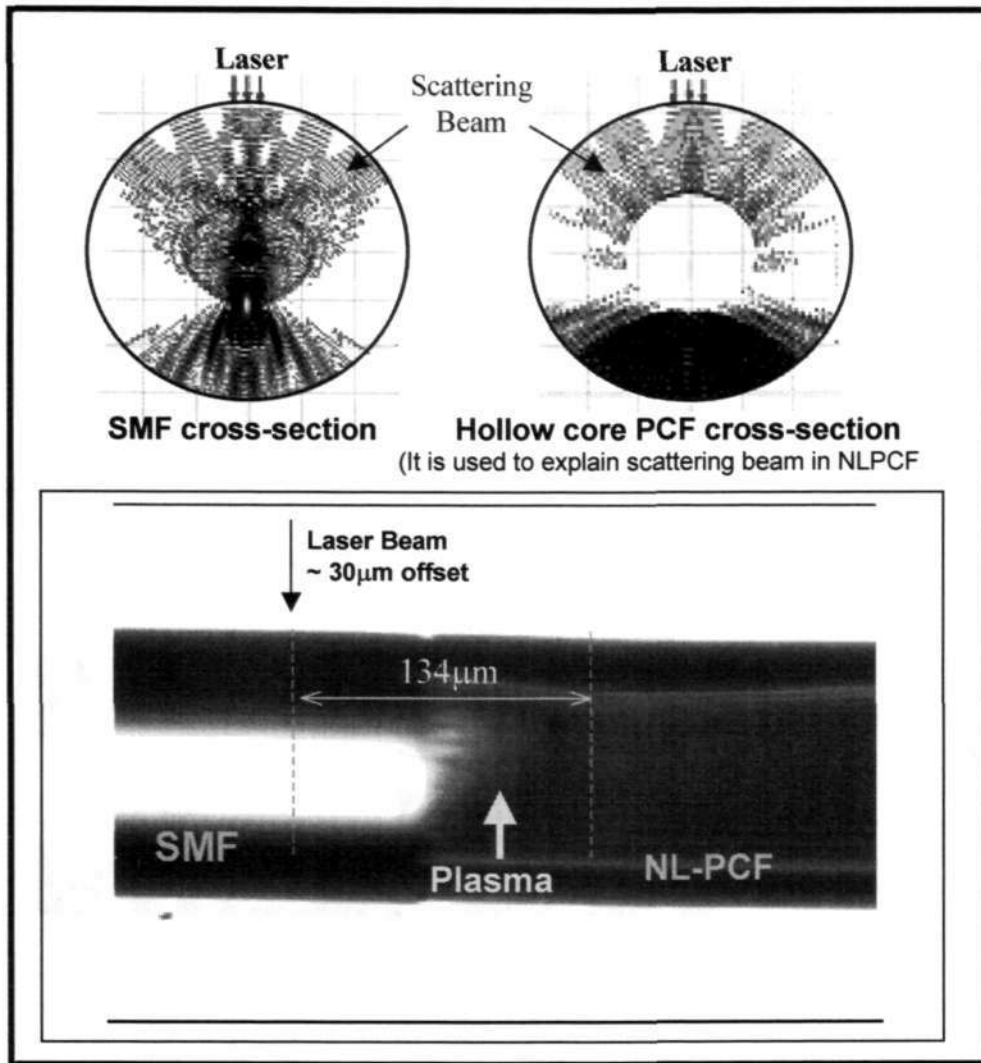 Laser
Laser
Scattering
Beam
SMF cross-section
Hollow core PCF cross-section
(It is used to explain scattering beam in NLPCF
Laser Beam
~ 30μm offset
134μm
SMF
Plasma
NL-PCF